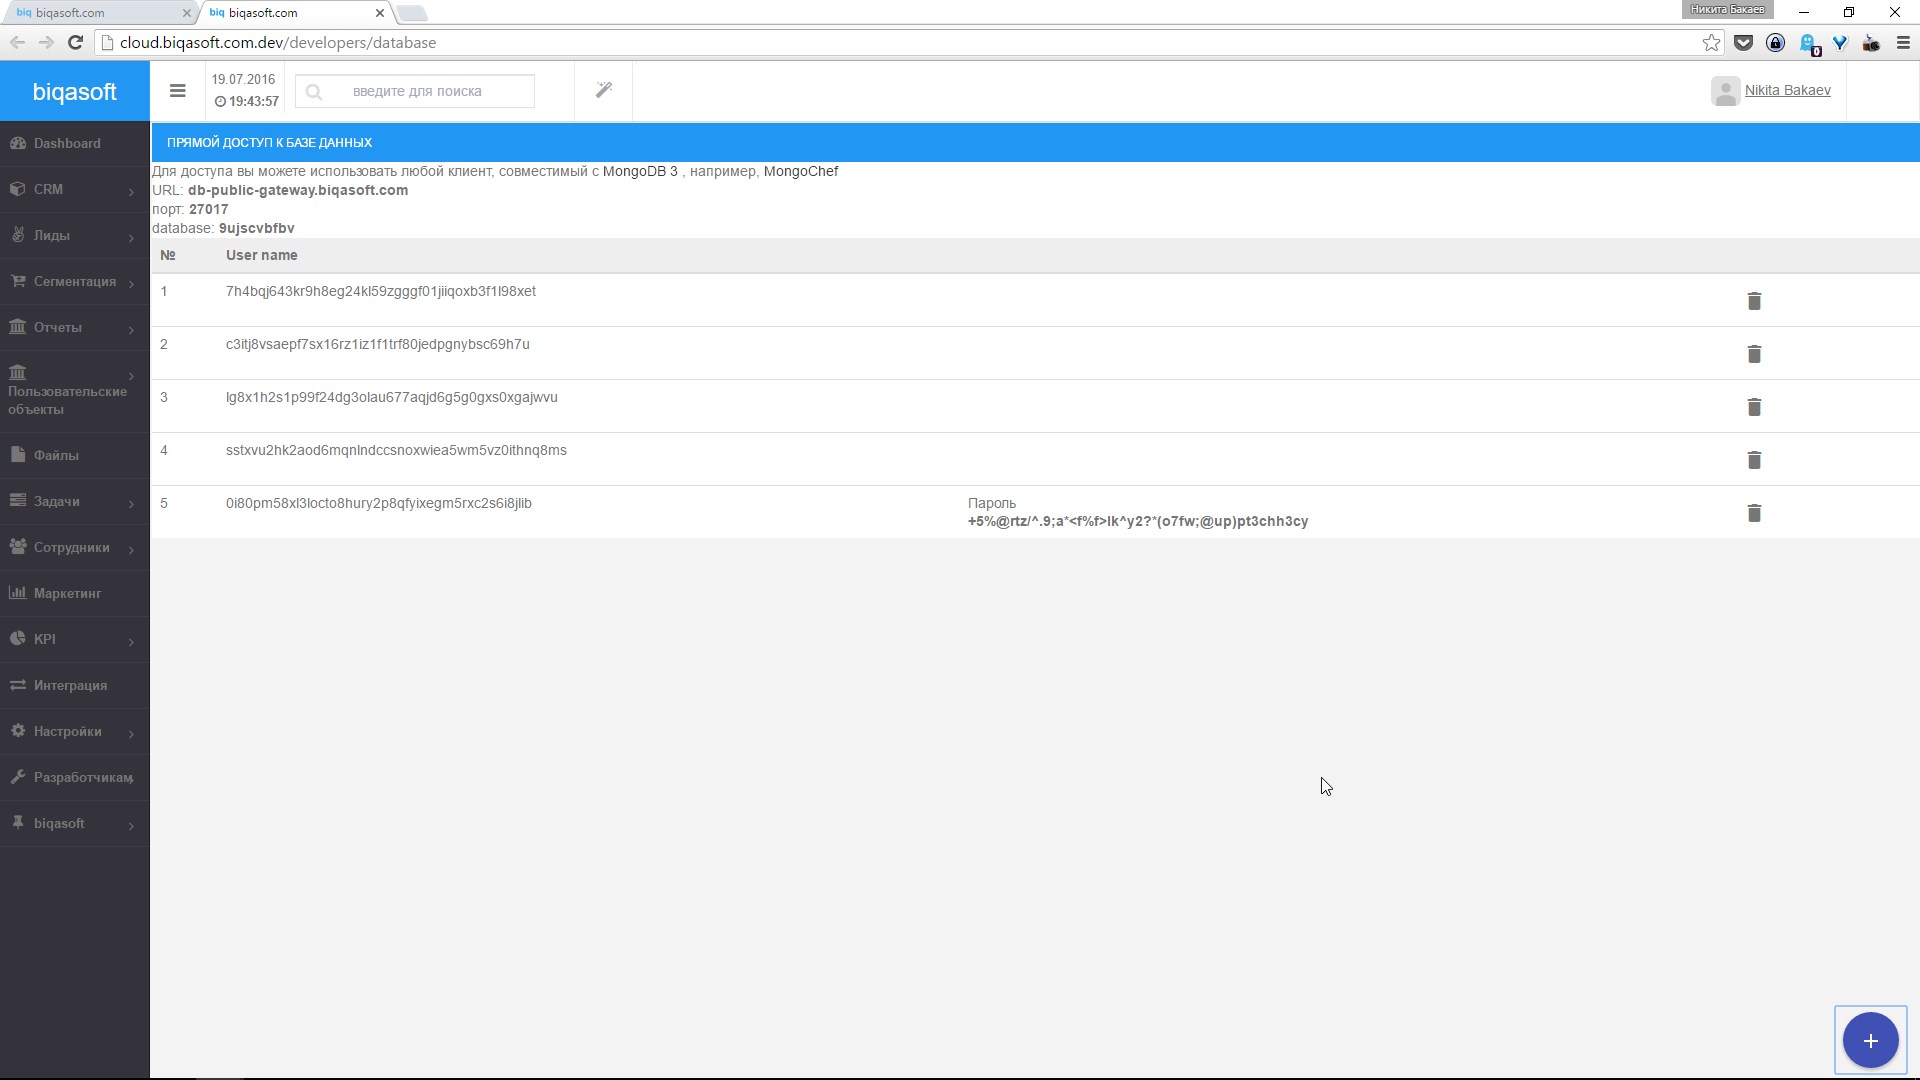 biq biqasoft.com
biq biqasoft.com
Никита Бакаев
cloud.biqasoft.com.dev/developers/database
biqasoft
19.07.2016
19:43:57
введите для поиска
Nikita Bakaev
Dashboard
CRM
Лиды
Сегментация
Отчеты
Пользовательские
объекты
Файлы
Задачи
Сотрудники
Маркетинг
KPI
Интеграция
Настройки
Разработчикам
biqasoft
ПРЯМОЙ ДОСТУП К БАЗЕ ДАННЫХ
Для доступа вы можете использовать любой клиент, совместимый с MongoDB 3 , например, MongoChef
URL: db-public-gateway.biqasoft.com
порт: 27017
database: 9ujscvbfbv
№ User name
1 7h4bqj643kr9h8eg24kl59zgggf01jiiqoxb3f1l98xet
2 c3itj8vsaepf7sx16rz1iz1f1trf80jedpgnybsc69h7u
3 lg8x1h2s1p99f24dg3olau677aqjd6g5g0gxs0xgajwvu
4 sstxvu2hk2aod6mqnlndccsnoxwiea5wm5vz0ithnq8ms
5 0i80pm58xl3locto8hury2p8qfyixegm5rxc2s6i8jlib Пароль
+5%@rtz/^.9;a*<f%f>lk^y2?*(o7fw;@up)pt3chh3cy